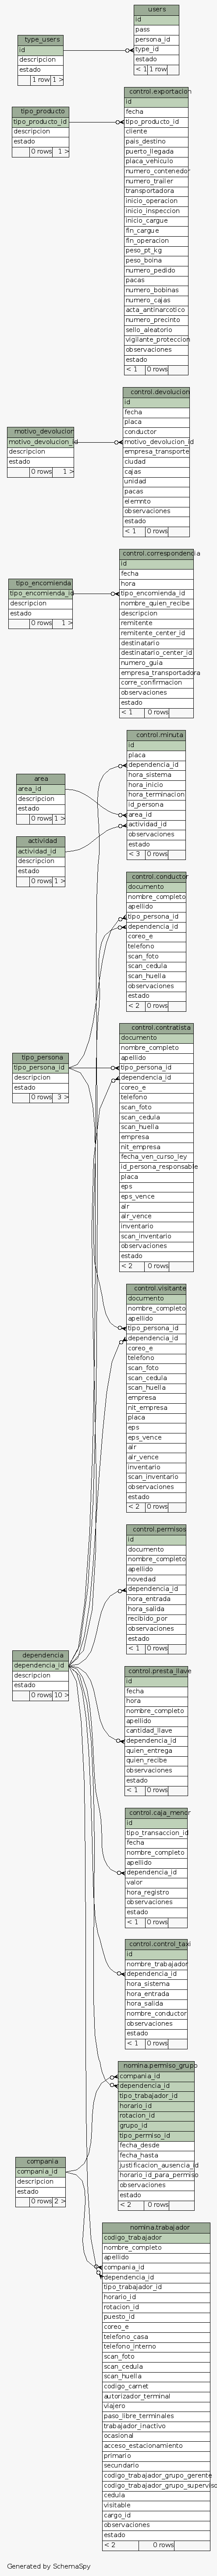 users
id
pass
persona_id
type_id
estado
< 1
1 row
type_users
id
descripcion
estado
1 row
1 >
tipo_producto
tipo_producto_id
descripcion
estado
0 rows
1 >
control.exportacion
id
fecha
tipo_producto_id
cliente
pais_destino
puerto_llegada
placa_vehiculo
numero_contenedor
numero_trailer
transportadora
inicio_operacion
inicio_inspeccion
inicio_cargue
fin_cargue
fin_operacion
peso_pt_kg
peso_boina
numero_pedido
pacas
numero_bobinas
numero_cajas
acta_antinarcotico
numero_precinto
sello_aleatorio
vigilante_proteccion
observaciones
estado
< 1
0 rows
control.devolucion
id
fecha
placa
conductor
motivo_devolucion_id
empresa_transporte
ciudad
cajas
unidad
pacas
elemnto
observaciones
estado
< 1
0 rows
motivo_devolucion
motivo_devolucion_id
descripcion
estado
0 rows
1 >
control.correspondencia
id
fecha
hora
tipo_encomienda_id
nombre_quien_recibe
descripcion
remitente
remitente_center_id
destinatario
destinatario_center_id
numero_guia
empresa_transportadora
corre_confirmacion
observaciones
estado
< 1
0 rows
tipo_encomienda
tipo_encomienda_id
descripcion
estado
0 rows
1 >
control.minuta
id
placa
dependencia_id
hora_sistema
hora_inicio
hora_terminacion
id_persona
area_id
actividad_id
observaciones
estado
< 3
0 rows
area
area_id
descripcion
estado
0 rows
1 >
actividad
actividad_id
descripcion
estado
0 rows
1 >
control.conductor
documento
nombre_completo
apellido
tipo_persona_id
dependencia_id
coreo_e
telefono
scan_foto
scan_cedula
scan_huella
observaciones
estado
< 2
0 rows
control.contratista
documento
nombre_completo
apellido
tipo_persona_id
dependencia_id
coreo_e
telefono
scan_foto
scan_cedula
scan_huella
empresa
nit_empresa
fecha_ven_curso_ley
id_persona_responsable
placa
eps
eps_vence
alr
alr_vence
inventario
scan_inventario
observaciones
estado
< 2
0 rows
tipo_persona
tipo_persona_id
descripcion
estado
0 rows
3 >
control.visitante
documento
nombre_completo
apellido
tipo_persona_id
dependencia_id
coreo_e
telefono
scan_foto
scan_cedula
scan_huella
empresa
nit_empresa
placa
eps
eps_vence
alr
alr_vence
inventario
scan_inventario
observaciones
estado
< 2
0 rows
control.permisos
id
documento
nombre_completo
apellido
novedad
dependencia_id
hora_entrada
hora_salida
recibido_por
observaciones
estado
< 1
0 rows
dependencia
dependencia_id
descripcion
estado
0 rows
10 >
control.presta_llave
id
fecha
hora
nombre_completo
apellido
cantidad_llave
dependencia_id
quien_entrega
quien_recibe
observaciones
estado
< 1
0 rows
control.caja_menor
id
tipo_transaccion_id
fecha
nombre_completo
apellido
dependencia_id
valor
hora_registro
observaciones
estado
< 1
0 rows
control.control_taxi
id
nombre_trabajador
dependencia_id
hora_sistema
hora_entrada
hora_salida
nombre_conductor
observaciones
estado
< 1
0 rows
nomina.permiso_grupo
compania_id
dependencia_id
tipo_trabajador_id
horario_id
rotacion_id
grupo_id
tipo_permiso_id
fecha_desde
fecha_hasta
justificacion_ausencia_id
horario_id_para_permiso
observaciones
estado
< 2
0 rows
compania
compania_id
descripcion
estado
0 rows
2 >
nomina.trabajador
codigo_trabajador
nombre_completo
apellido
compania_id
dependencia_id
tipo_trabajador_id
horario_id
rotacion_id
puesto_id
coreo_e
telefono_casa
telefono_interno
scan_foto
scan_cedula
scan_huella
codigo_carnet
autorizador_terminal
viajero
paso_libre_terminales
trabajador_inactivo
ocasional
acceso_estacionamiento
primario
secundario
codigo_trabajador_grupo_gerente
codigo_trabajador_grupo_superviso
cedula
visitable
cargo_id
observaciones
estado
< 2
0 rows
Generated by SchemaSpy